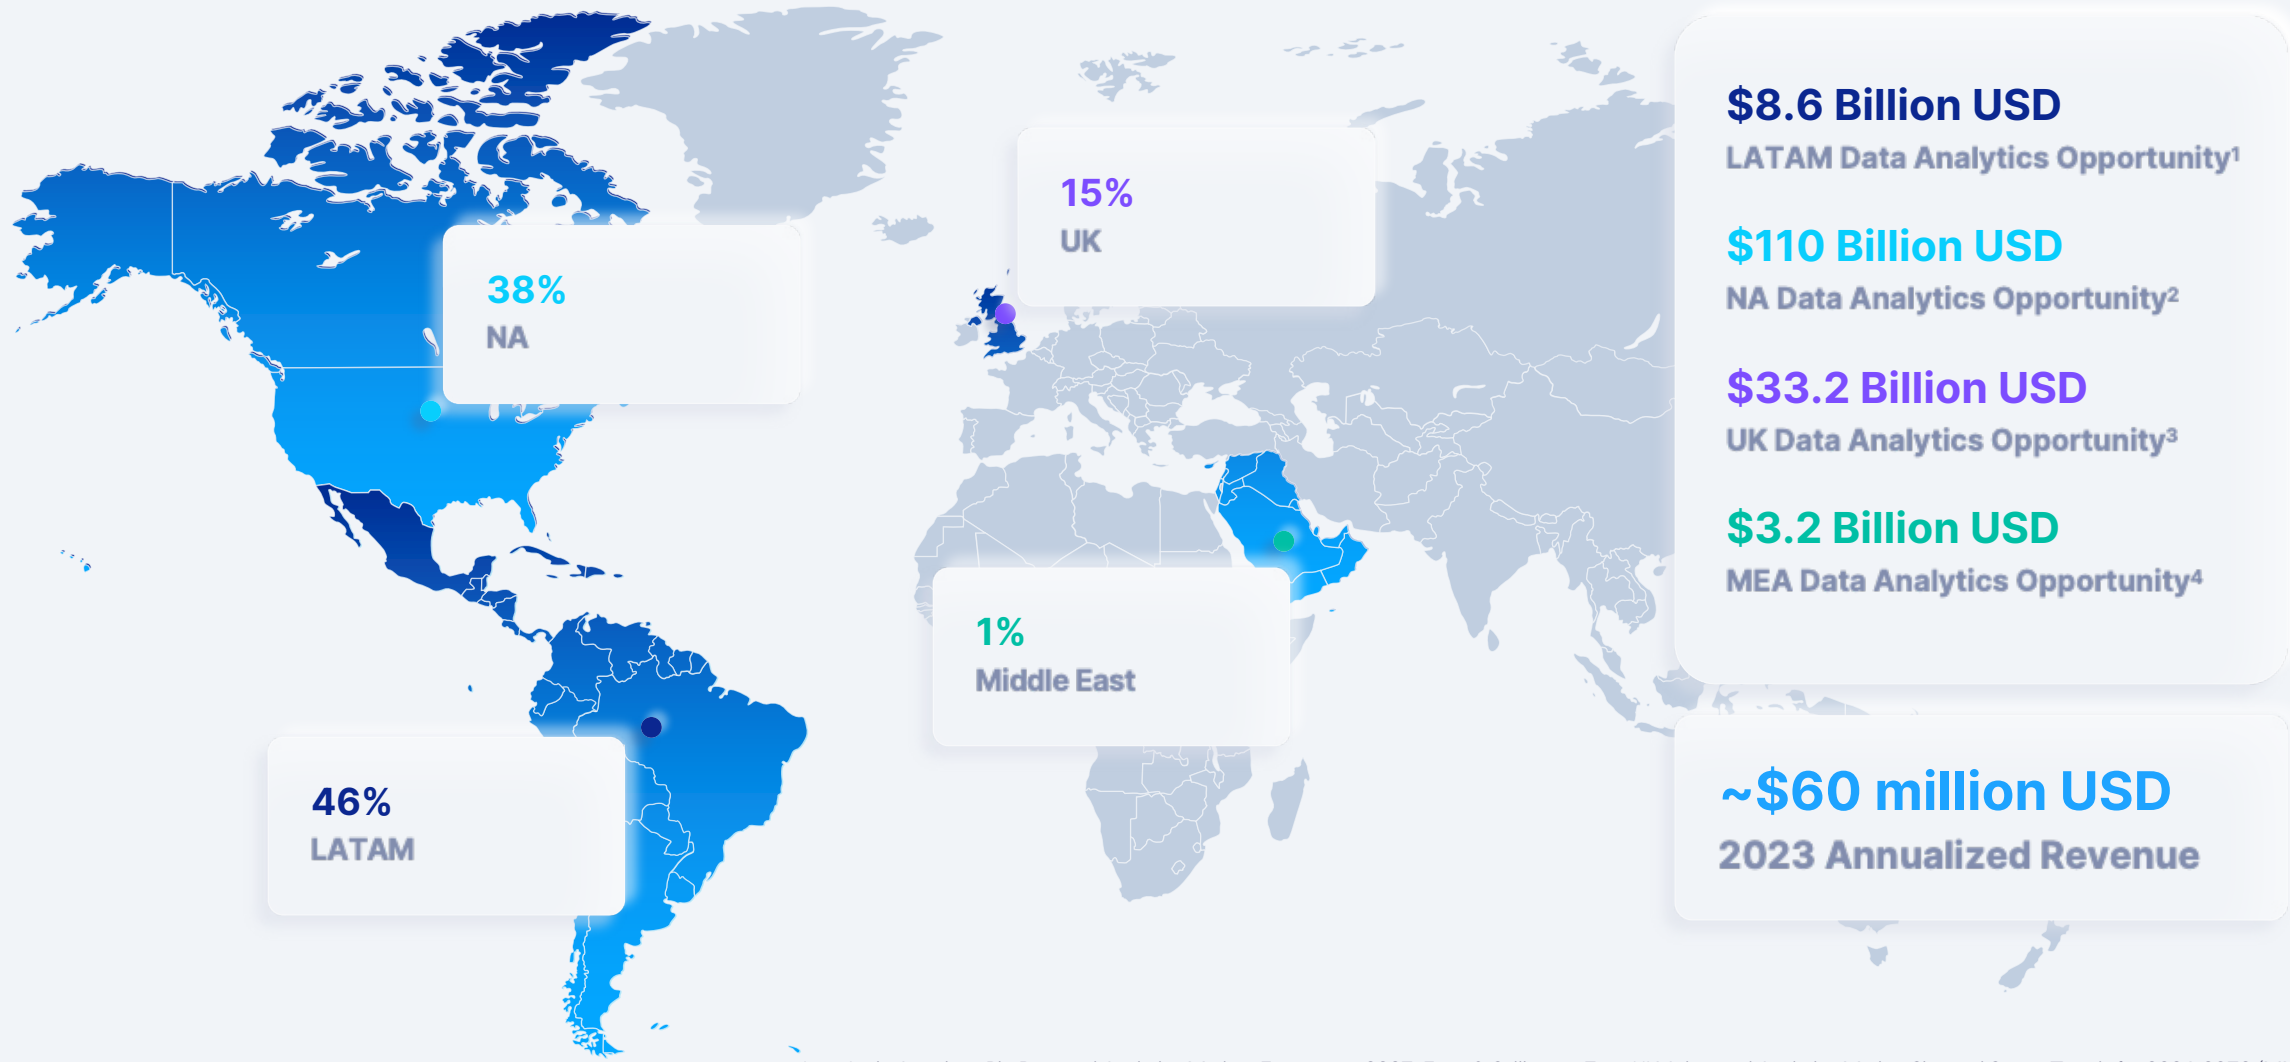 38%
NA
15%
UK
1%
Middle East
46%
LATAM
$8.6 Billion USD
LATAM Data Analytics Opportunity¹
$110 Billion USD
NA Data Analytics Opportunity²
$33.2 Billion USD
UK Data Analytics Opportunity³
$3.2 Billion USD
MEA Data Analytics Opportunity⁴
~$60 million USD
2023 Annualized Revenue